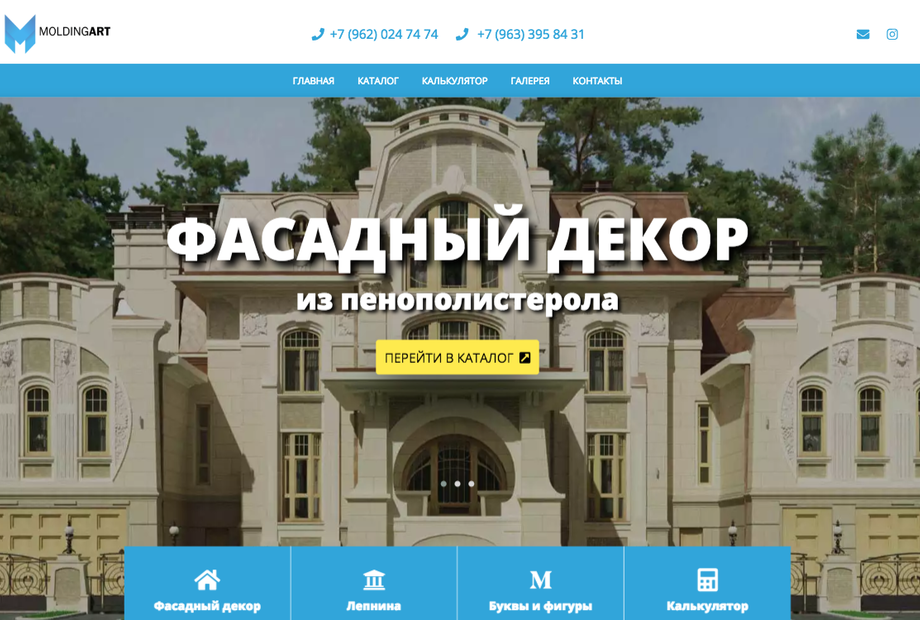 MOLDINGART
+7 (962) 024 74 74
+7 (963) 395 84 31
ГЛАВНАЯ
КАТАЛОГ
КАЛЬКУЛЯТОР
ГАЛЕРЕЯ
КОНТАКТЫ
ФАСАДНЫЙ ДЕКОР
из пенополистерола
ПЕРЕЙТИ В КАТАЛОГ
Фасадный декор
Лепнина
M
Буквы и фигуры
Калькулятор